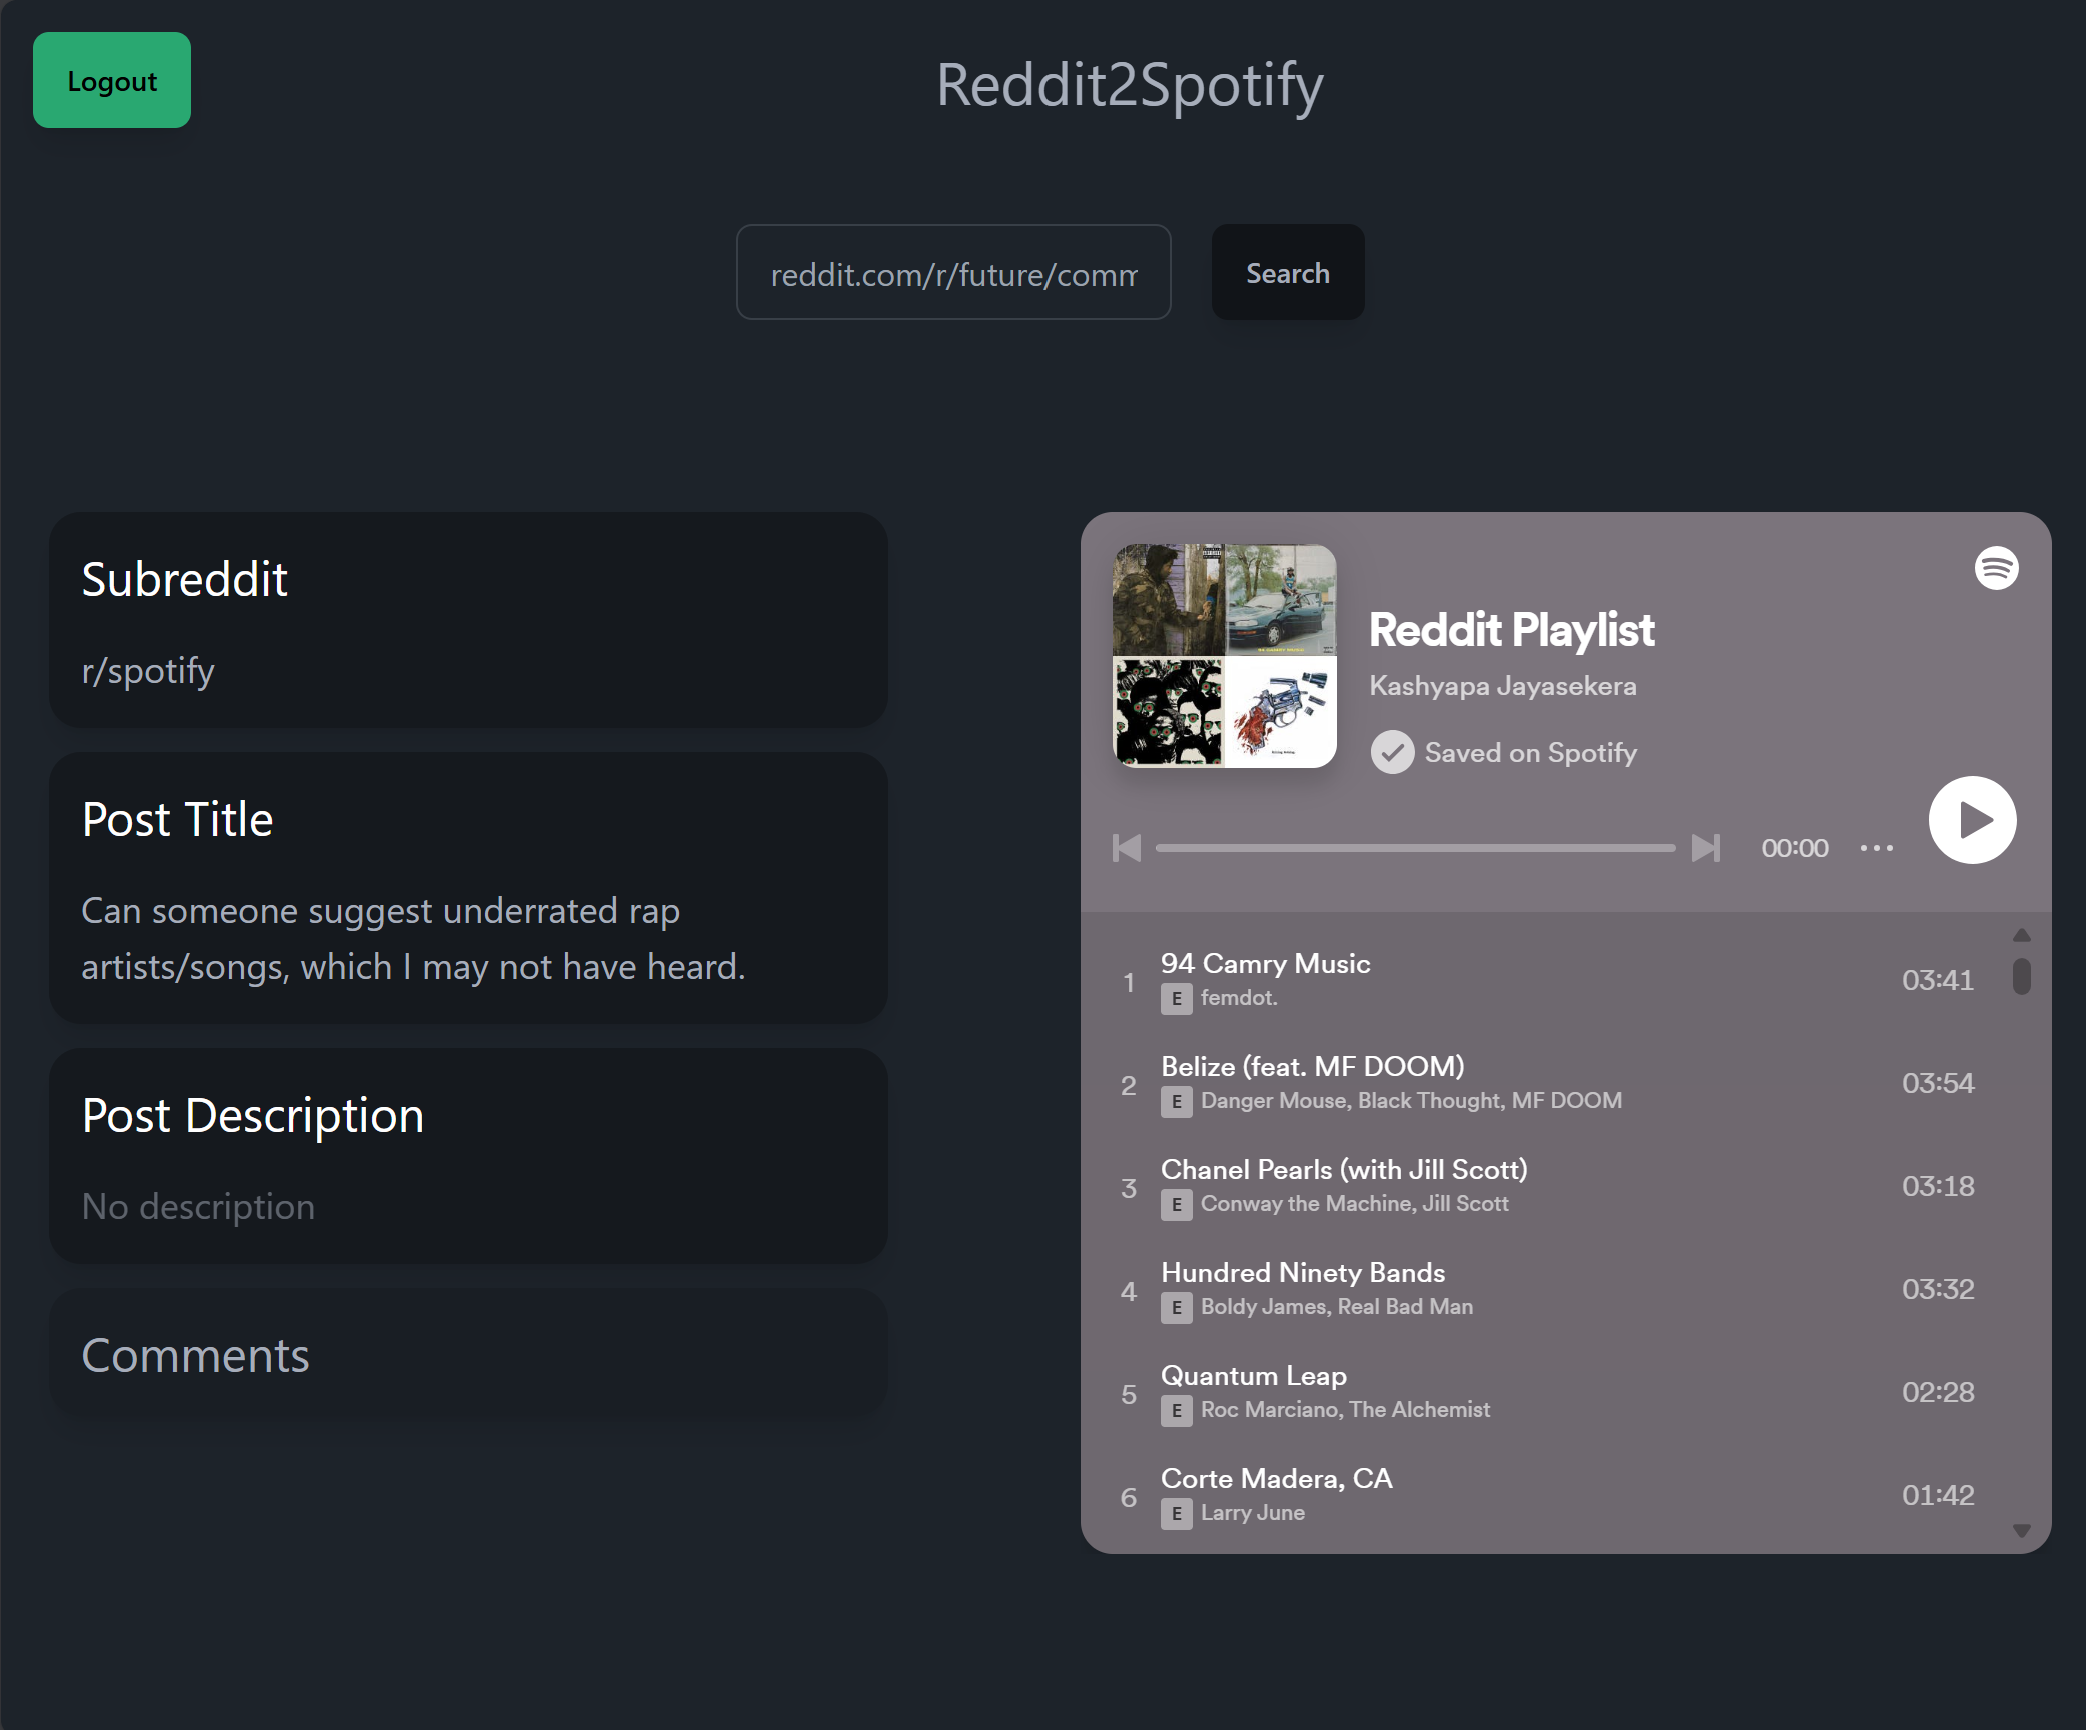 Logout
Reddit2Spotify
reddit.com/r/future/comm
Search
Subreddit
r/spotify
Post Title
Can someone suggest underrated rap
artists/songs, which I may not have heard.
Post Description
No description
Comments
Reddit Playlist
Kashyapa Jayasekera
Saved on Spotify
00:00
1
94 Camry Music
E femdot.
03:41
2
Belize (feat. MF DOOM)
E Danger Mouse, Black Thought, MF DOOM
03:54
3
Chanel Pearls (with Jill Scott)
E Conway the Machine, Jill Scott
03:18
4
Hundred Ninety Bands
E Boldy James, Real Bad Man
03:32
5
Quantum Leap
E Roc Marciano, The Alchemist
02:28
6
Corte Madera, CA
E Larry June
01:42